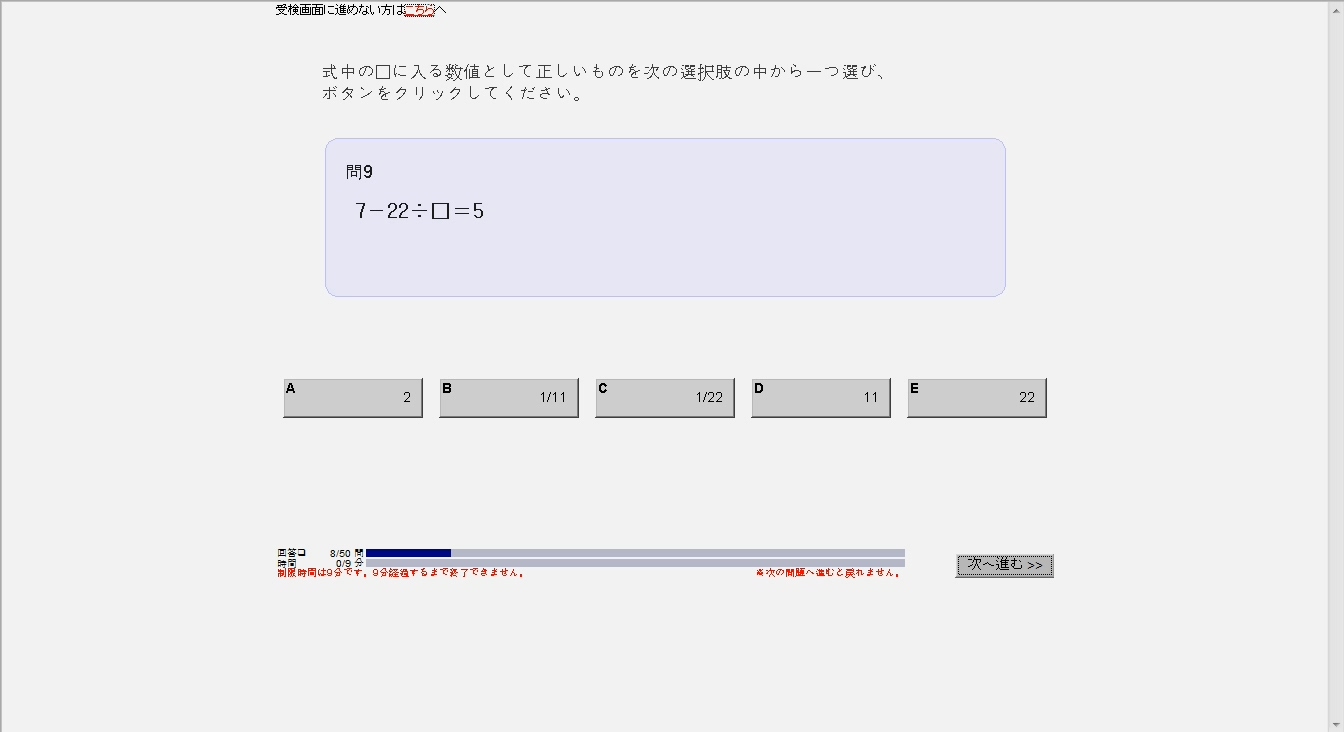 受検画面に進めない方はこちらへ
式中の□に入る数値として正しいものを次の選択肢の中から一つ選び、
ボタンをクリックしてください。
問9
7－22÷□＝5
A 2
B 1/11
C 1/22
D 11
E 22
回答□ 8/50 問
時間 0/9 分
制限時間は9分です。9分経過するまで終了できません。 ※次の問題へ進むと戻れません。
次へ進む >>